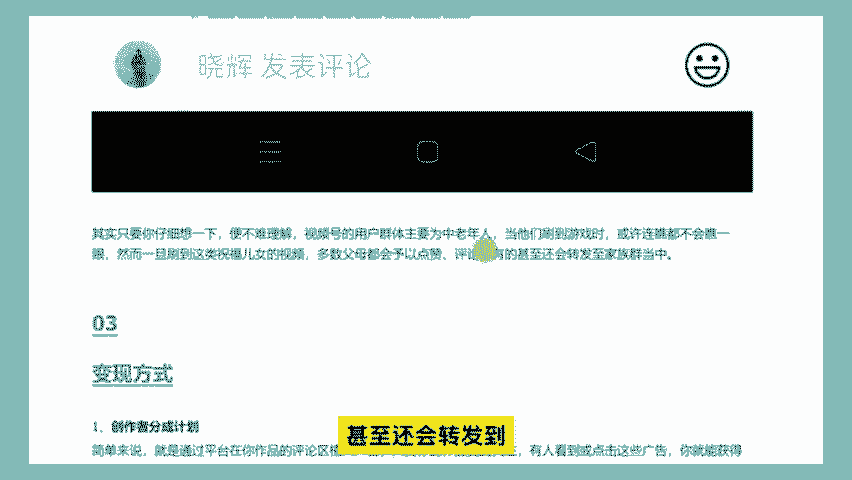 晓辉 发表评论
其实只要你仔细想一下，便不难理解，视频号的用户群体主要为中老年人，当他们刷到游戏时，或许连瞧都不会瞧一
眼，然而一旦刷到这类祝福儿女的视频，多数父母都会予以点赞、评论 有的甚至还会转发至家族群当中。
03
变现方式
1、创作者分成计划
简单来说，就是通过平台在你作品的评论区 有人看到或点击这些广告，你就能获得
甚至还会转发到